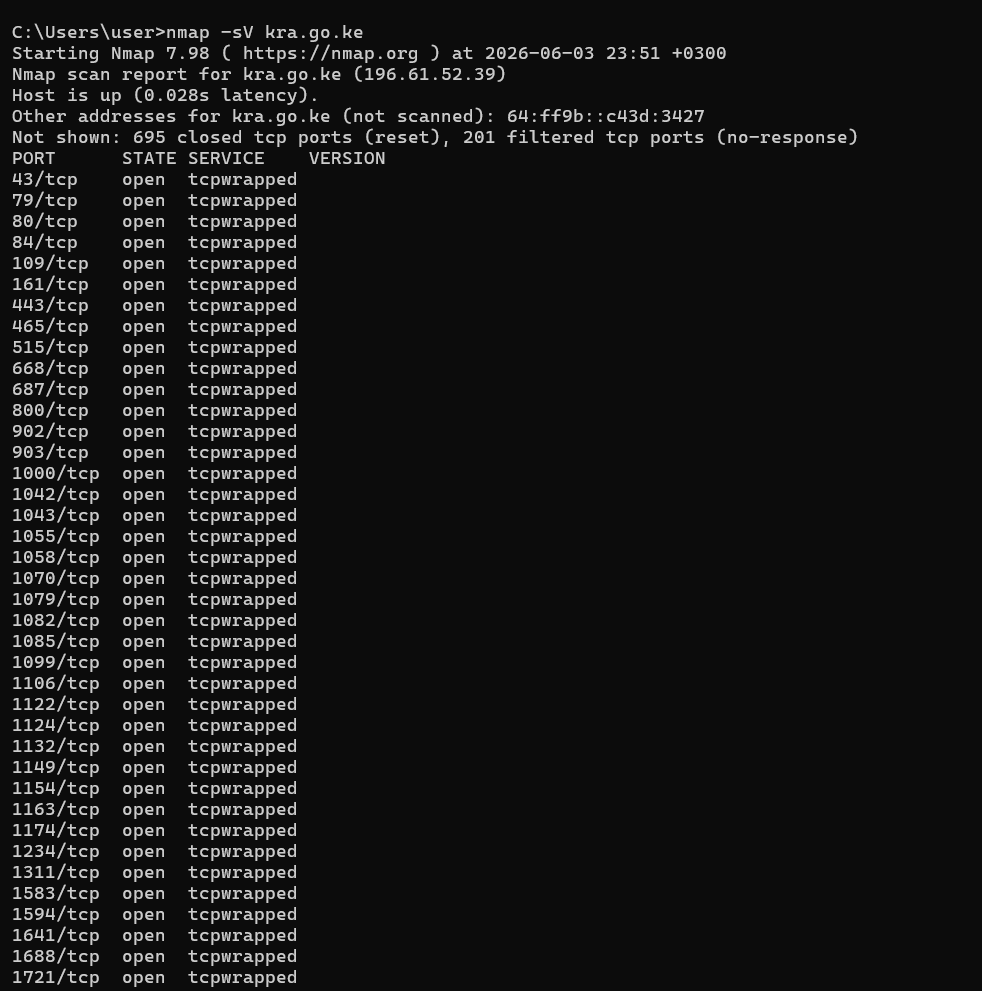 C:\Users\user>nmap -sV kra.go.ke
Starting Nmap 7.98 ( https://nmap.org ) at 2026-06-03 23:51 +0300
Nmap scan report for kra.go.ke (196.61.52.39)
Host is up (0.028s latency).
Other addresses for kra.go.ke (not scanned): 64:ff9b::c43d:3427
Not shown: 695 closed tcp ports (reset), 201 filtered tcp ports (no-response)
PORT      STATE SERVICE    VERSION
43/tcp    open  tcpwrapped
79/tcp    open  tcpwrapped
80/tcp    open  tcpwrapped
84/tcp    open  tcpwrapped
109/tcp   open  tcpwrapped
161/tcp   open  tcpwrapped
443/tcp   open  tcpwrapped
465/tcp   open  tcpwrapped
515/tcp   open  tcpwrapped
668/tcp   open  tcpwrapped
687/tcp   open  tcpwrapped
800/tcp   open  tcpwrapped
902/tcp   open  tcpwrapped
903/tcp   open  tcpwrapped
1000/tcp  open  tcpwrapped
1042/tcp  open  tcpwrapped
1043/tcp  open  tcpwrapped
1055/tcp  open  tcpwrapped
1058/tcp  open  tcpwrapped
1070/tcp  open  tcpwrapped
1079/tcp  open  tcpwrapped
1082/tcp  open  tcpwrapped
1085/tcp  open  tcpwrapped
1099/tcp  open  tcpwrapped
1106/tcp  open  tcpwrapped
1122/tcp  open  tcpwrapped
1124/tcp  open  tcpwrapped
1132/tcp  open  tcpwrapped
1149/tcp  open  tcpwrapped
1154/tcp  open  tcpwrapped
1163/tcp  open  tcpwrapped
1174/tcp  open  tcpwrapped
1234/tcp  open  tcpwrapped
1311/tcp  open  tcpwrapped
1583/tcp  open  tcpwrapped
1594/tcp  open  tcpwrapped
1641/tcp  open  tcpwrapped
1688/tcp  open  tcpwrapped
1721/tcp  open  tcpwrapped